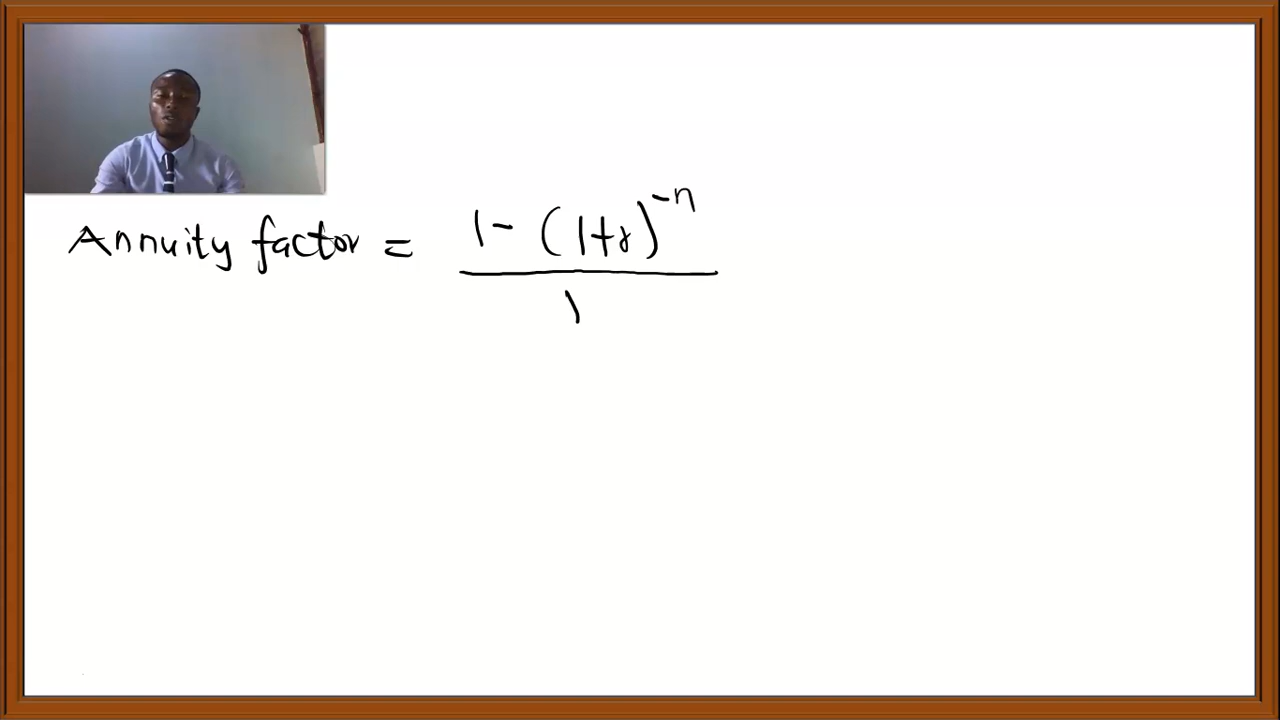 Annuity factor = 1 - (1+r)^-n
\